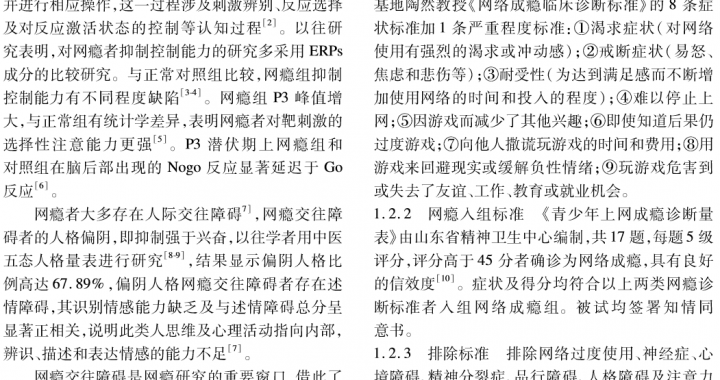 并进行相应操作,这一过程涉及刺激辨别、反应选择
及对反应激活状态的控制等认知过程[2]。以往研
究表明,对网瘾者抑制控制能力的研究多采用 ERPs
成分的比较研究。与正常对照组比较,网瘾组抑制
控制能力有不同程度缺陷[3-4]。网瘾组 P3 峰值增
大,与正常组有统计学差异,表明网瘾者对靶刺激的
选择性注意能力更强[5]。P3 潜伏期上网瘾组和
对照组在脑后部出现的 Nogo 反应显著延迟于 Go
反应[6]。
网瘾者大多存在人际交往障碍7],网瘾交往障
碍者的人格偏阴,即抑制强于兴奋,以往学者用中医
五态人格量表进行研究[8-9],结果显示偏阴人格比
例高达 67. 89%,偏阴人格网瘾交往障碍者存在述
情障碍,其识别情感能力缺乏及与述情障碍总分呈
显著正相关,说明此类人思维及心理活动指向内部,
辨识、描述和表达情感的能力不足[7]。
网瘾交往障碍是网瘾研究的重要窗口,借此了
基地陶然教授《网络成瘾临床诊断标准》的 8 条症
状标准加 1 条严重程度标准:①渴求症状(对网络
使用有强烈的渴求或冲动感);②戒断症状(易怒、
焦虑和悲伤等);③耐受性(为达到满足感而不断增
加使用网络的时间和投入的程度);④难以停止上
网;⑤因游戏而减少了其他兴趣;⑥即使知道后果仍
过度游戏;⑦向他人撒谎玩游戏的时间和费用;⑧用
游戏来回避现实或缓解负性情绪;⑨玩游戏危害到
或失去了友谊、工作、教育或就业机会。
1. 2. 2 网瘾入组标准 《青少年上网成瘾诊断量
表》由山东省精神卫生中心编制,共 17 题,每题 5 级
评分,评分高于 45 分者确诊为网络成瘾,具有良好
的信效度[10]。症状及得分均符合以上两类网瘾诊
断标准者入组网络成瘾组。被试均签署知情同
意书。
1. 2. 3 排除标准 排除网络过度使用、神经症、心
境障碍、精神分裂症、品行障碍、人格障碍及注意力